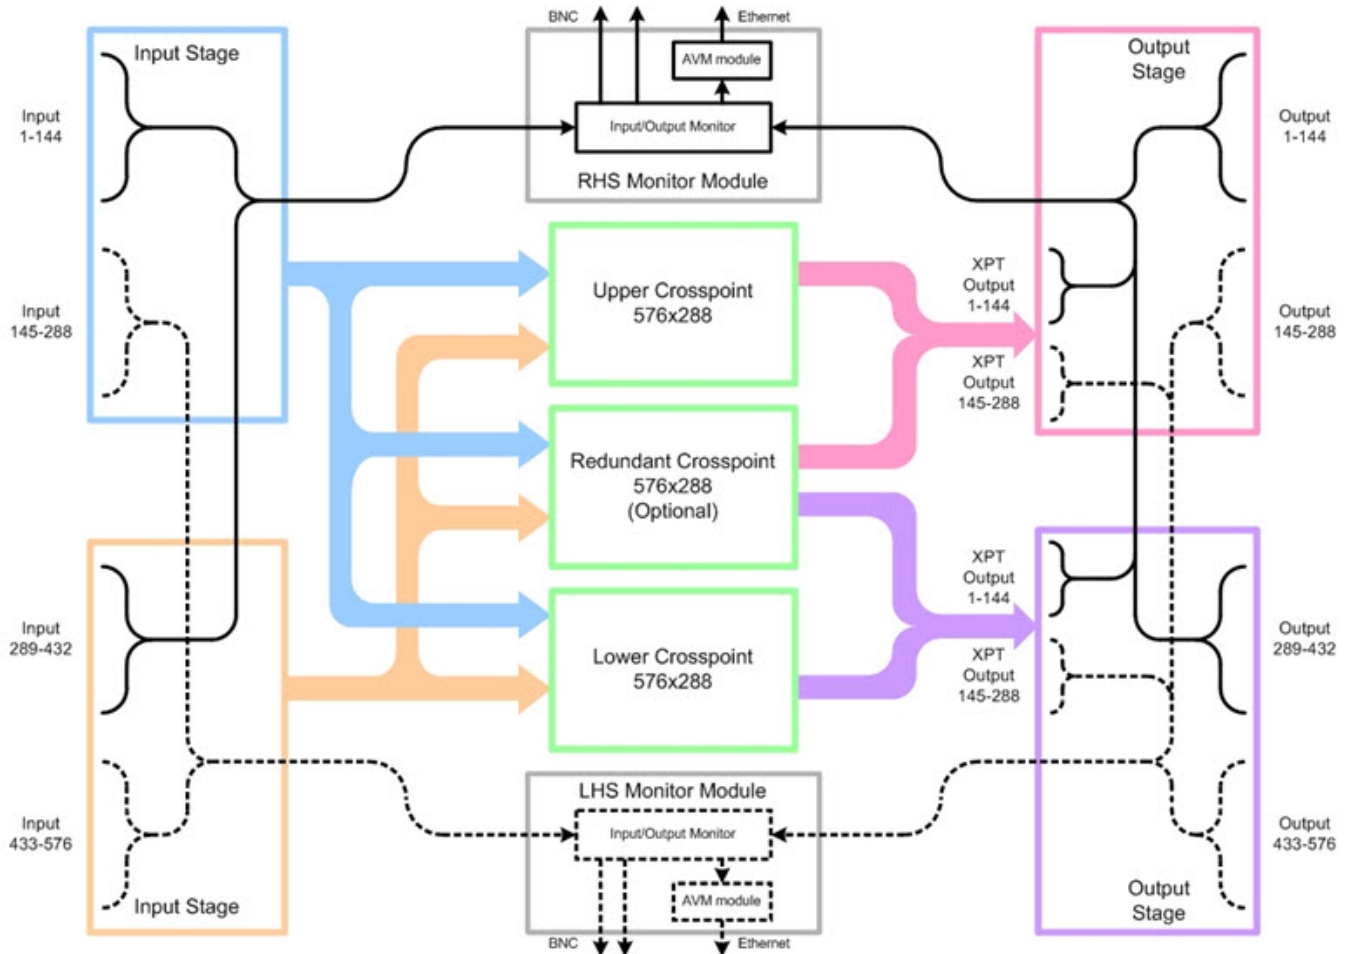 BNC
Ethernet
Input Stage
AVM module
Output
Stage
Input
1-144
Input/Output Monitor
Output
1-144
RHS Monitor Module
Upper Crosspoint
576x288
XPT
Output
1-144
Input
145-288
Output
145-288
XPT
Output
145-288
Redundant Crosspoint
576x288
(Optional)
XPT
Output
1-144
Input
289-432
Lower Crosspoint
576x288
Output
289-432
XPT
Output
145-288
LHS Monitor Module
Input
433-576
Input/Output Monitor
Output
433-576
AVM module
Input Stage
Output
Stage
BNC
Ethernet